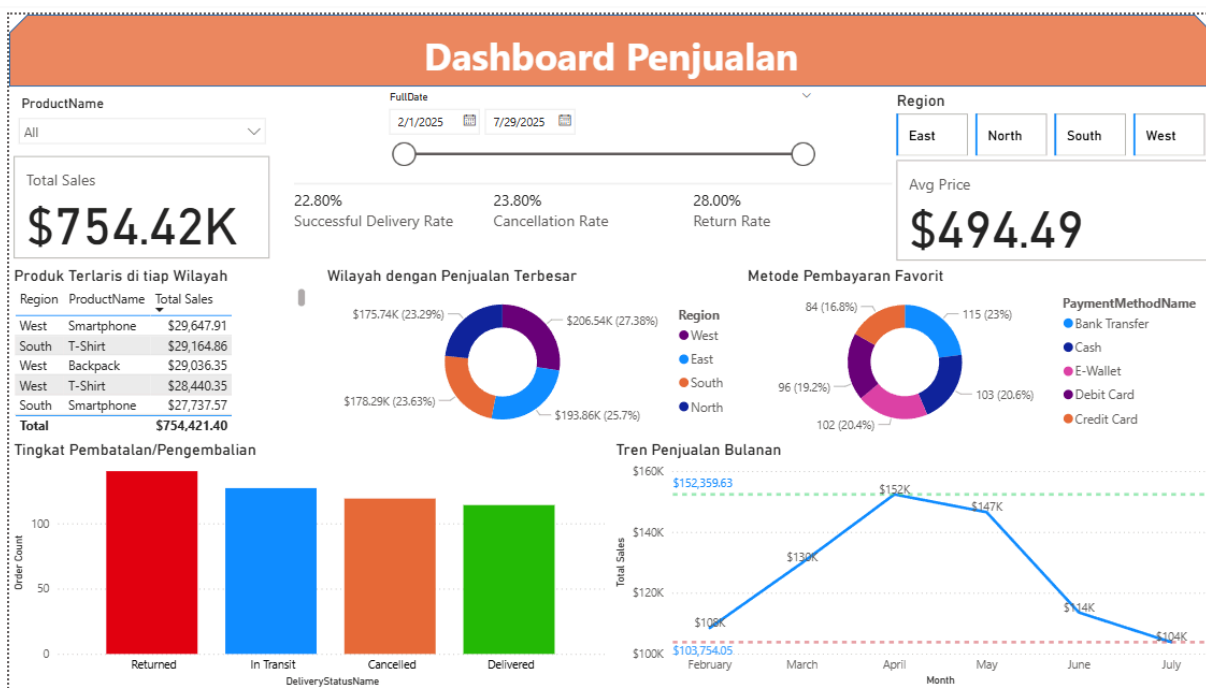 Dashboard Penjualan
ProductName
All
FullDate
2/1/2025 7/29/2025
Region
East North South West
Total Sales
$754.42K
22.80%
Successful Delivery Rate
23.80%
Cancellation Rate
28.00%
Return Rate
Avg Price
$494.49
Produk Terlaris di tiap Wilayah
Region ProductName Total Sales
West Smartphone $29,647.91
South T-Shirt $29,164.86
West Backpack $29,036.35
West T-Shirt $28,440.35
South Smartphone $27,737.57
Total $754,421.40
Wilayah dengan Penjualan Terbesar
$175.74K (23.29%)
$206.54K (27.38%)
$178.29K (23.63%)
$193.86K (25.7%)
Region
West
East
South
North
Metode Pembayaran Favorit
84 (16.8%)
115 (23%)
96 (19.2%)
103 (20.6%)
102 (20.4%)
PaymentMethodName
Bank Transfer
Cash
E-Wallet
Debit Card
Credit Card
Tingkat Pembatalan/Pengembalian
Order Count
100
50
0
Returned In Transit Cancelled Delivered
DeliveryStatusName
Tren Penjualan Bulanan
Total Sales
$160K
$152,359.63
$152K
$147K
$140K
$130K
$120K
$114K
$104K
$103,754.05
$100K
February March April May June July
Month